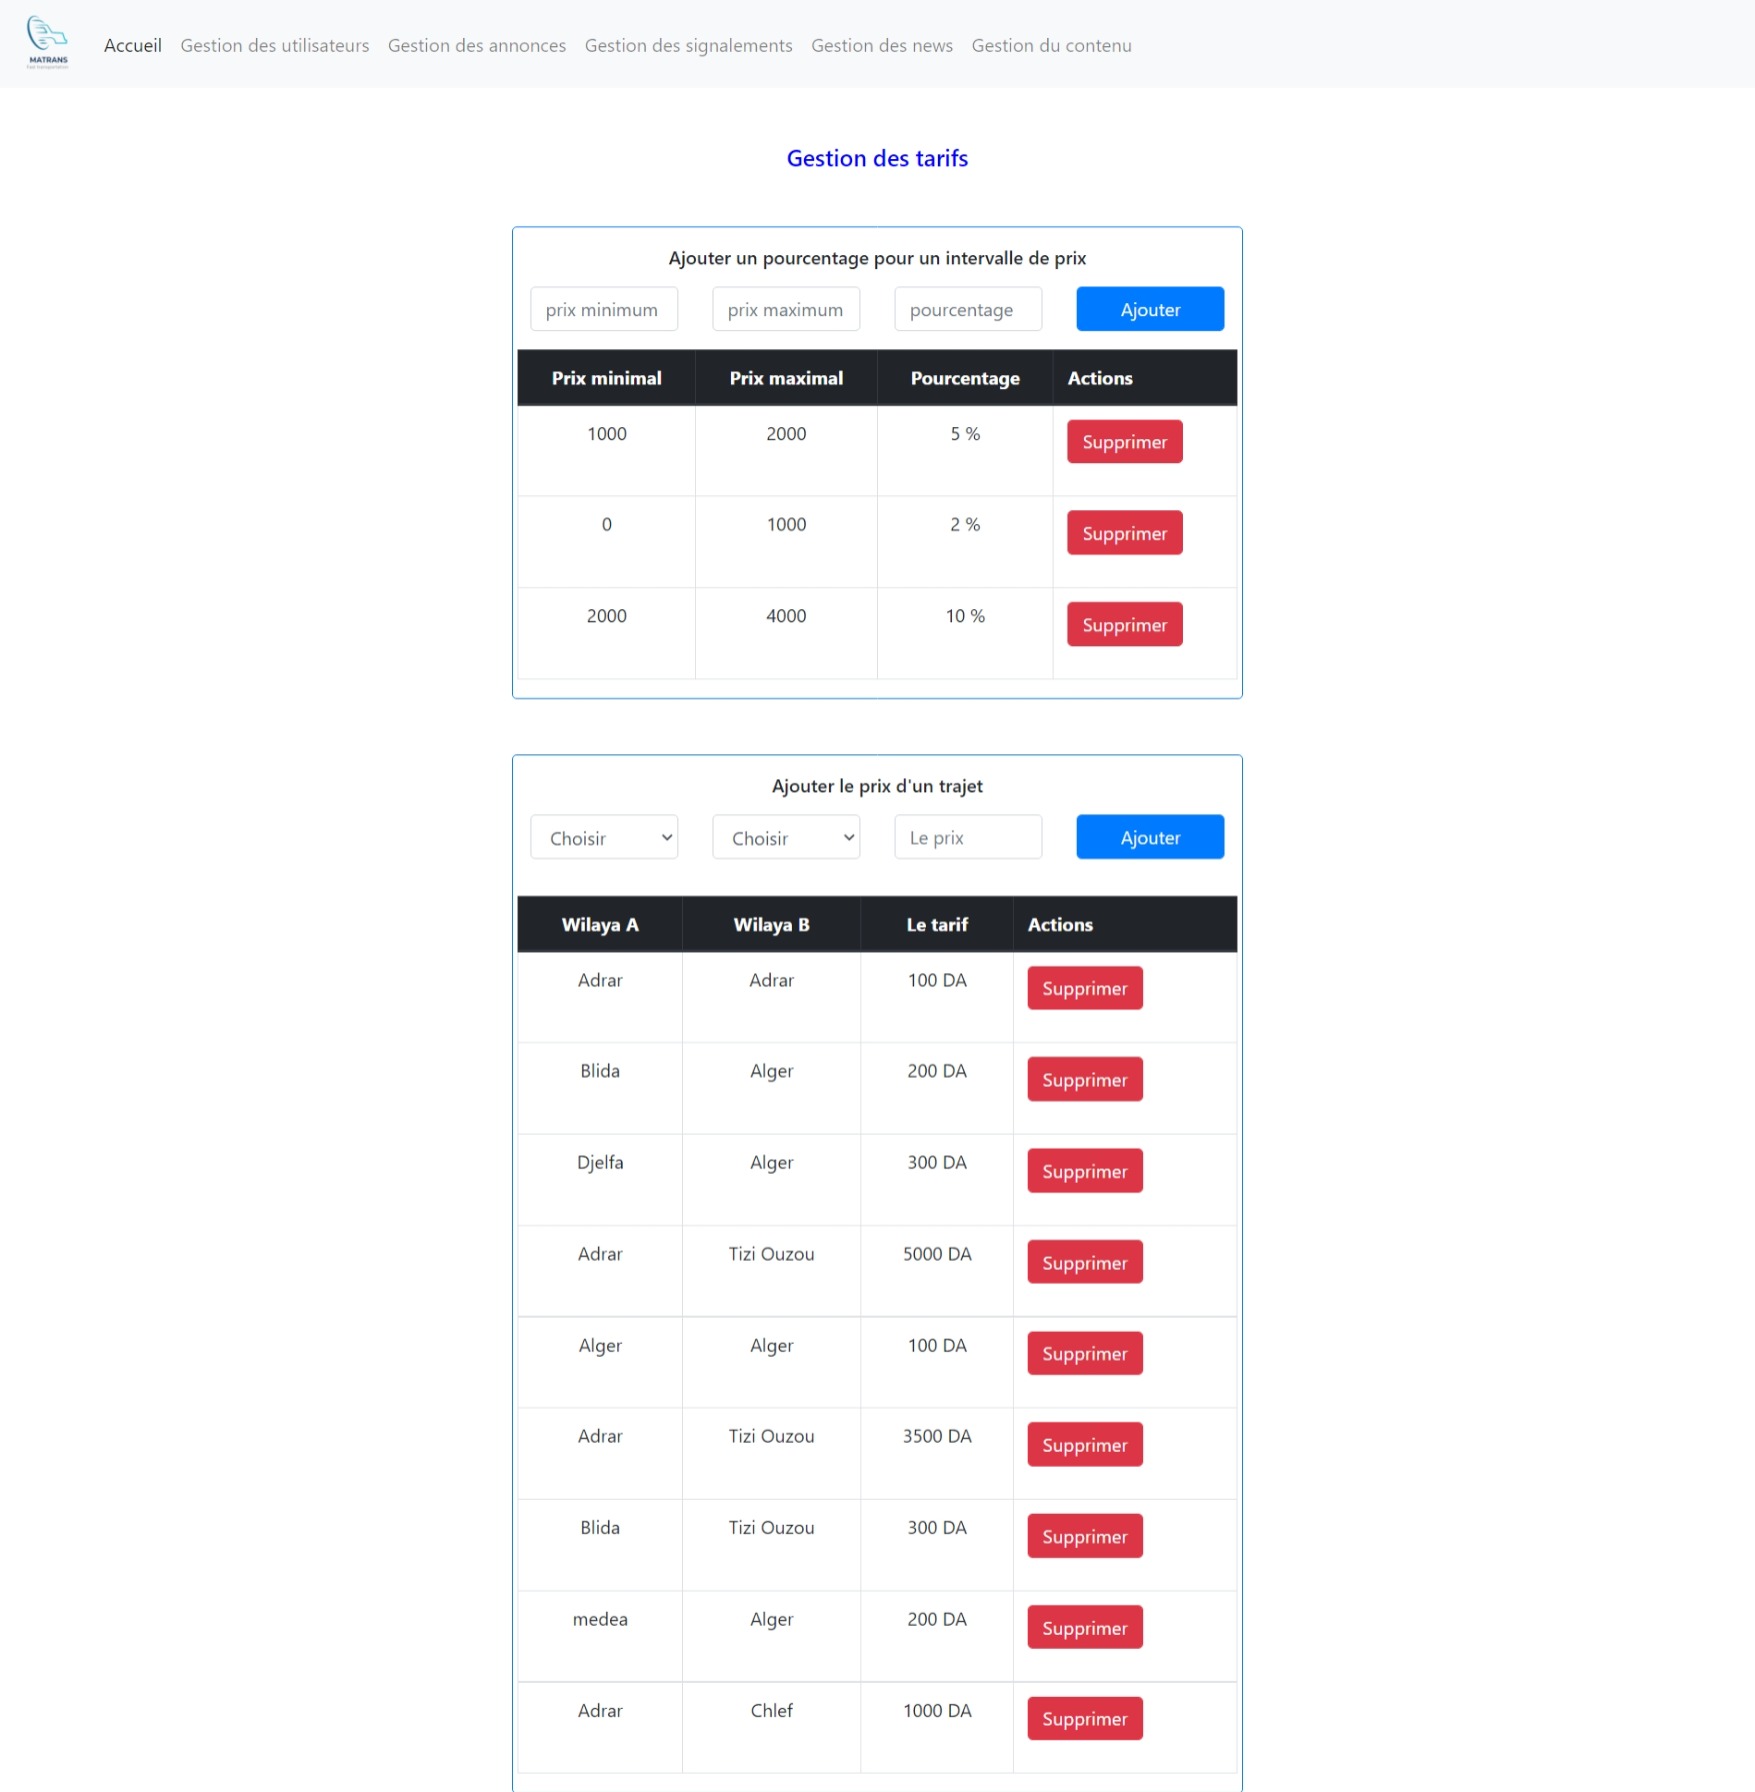 MATRANS
Accueil Gestion des utilisateurs Gestion des annonces Gestion des signalements Gestion des news Gestion du contenu
Gestion des tarifs
Ajouter un pourcentage pour un intervalle de prix
prix minimum prix maximum pourcentage Ajouter
Prix minimal Prix maximal Pourcentage Actions
1000 2000 5 % Supprimer
0 1000 2 % Supprimer
2000 4000 10 % Supprimer
Ajouter le prix d'un trajet
Choisir Choisir Le prix Ajouter
Wilaya A Wilaya B Le tarif Actions
Adrar Adrar 100 DA Supprimer
Blida Alger 200 DA Supprimer
Djelfa Alger 300 DA Supprimer
Adrar Tizi Ouzou 5000 DA Supprimer
Alger Alger 100 DA Supprimer
Adrar Tizi Ouzou 3500 DA Supprimer
Blida Tizi Ouzou 300 DA Supprimer
medea Alger 200 DA Supprimer
Adrar Chlef 1000 DA Supprimer